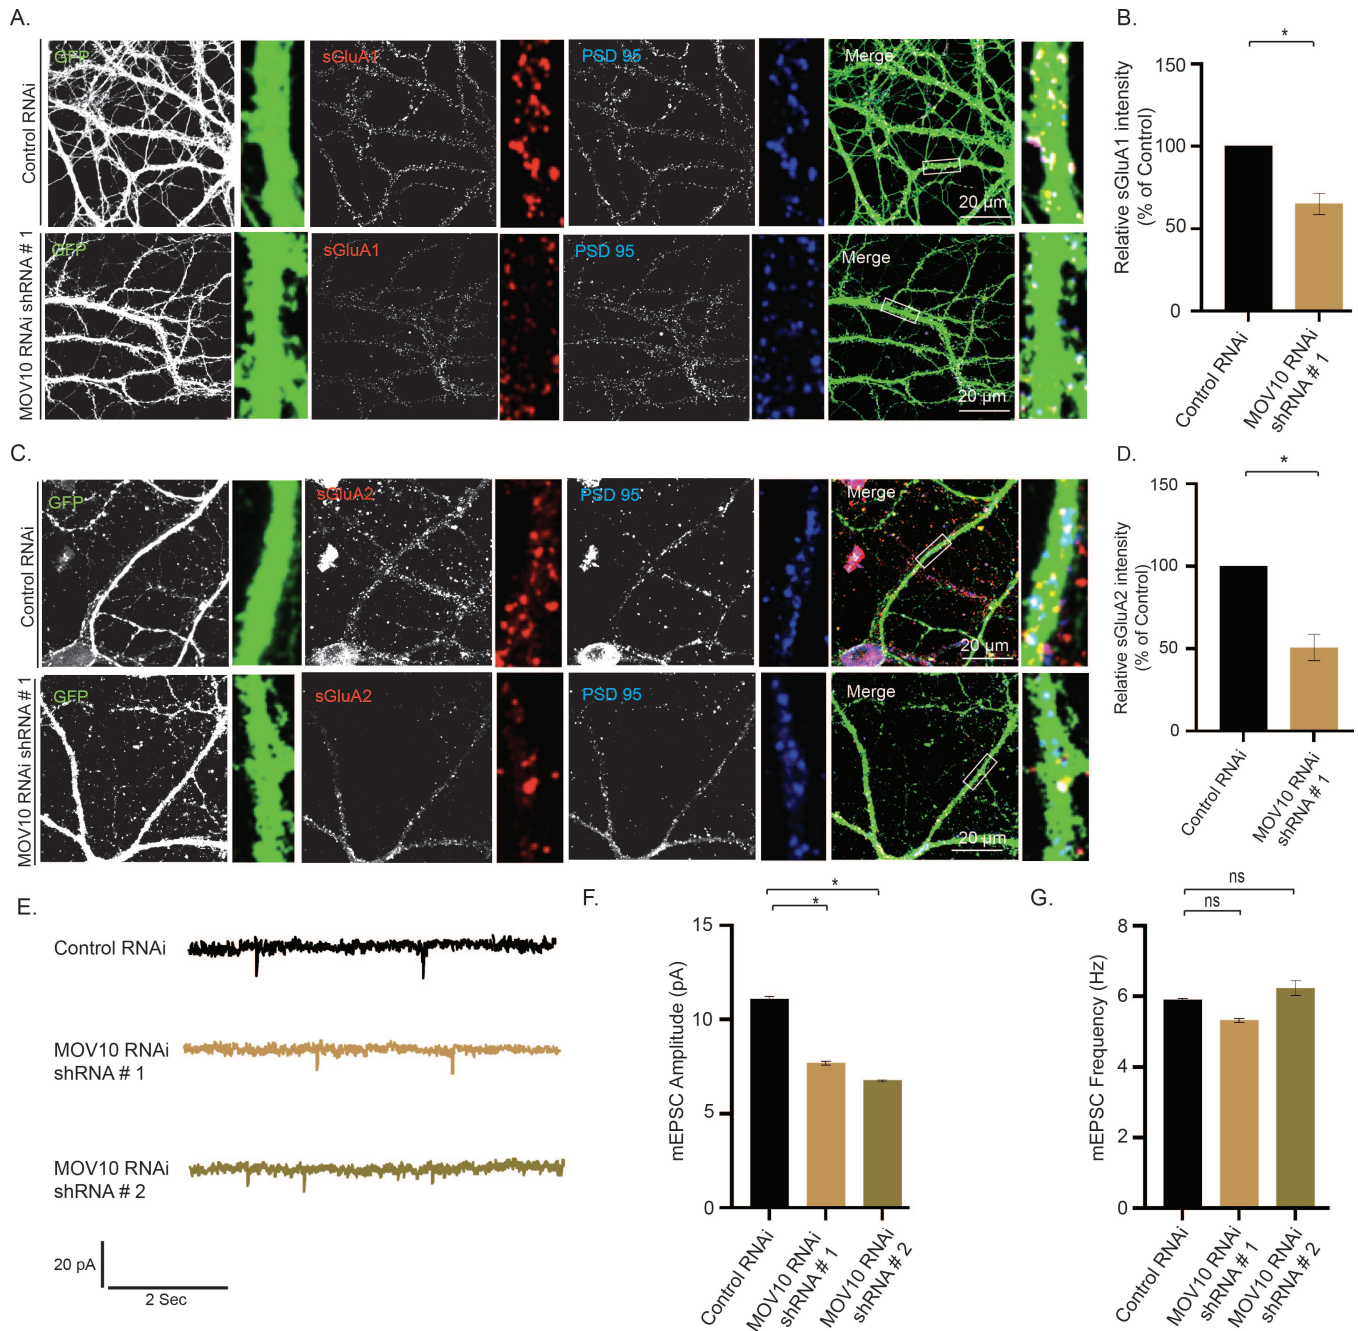 A.
Control RNAi
GFP
sGluA1
PSD 95
Merge
20 µm
MOV10 RNAi shRNA # 1
GFP
sGluA1
PSD 95
Merge
20 µm
B.
*
Relative sGluA1 intensity
(% of Control)
150
100
50
0
Control RNAi
MOV10 RNAi
shRNA # 1
C.
Control RNAi
GFP
sGluA2
PSD 95
Merge
20 µm
MOV10 RNAi shRNA # 1
GFP
sGluA2
PSD 95
Merge
20 µm
D.
*
Relative sGluA2 intensity
(% of Control)
150
100
50
0
Control RNAi
MOV10 RNAi
shRNA # 1
E.
Control RNAi
MOV10 RNAi
shRNA # 1
MOV10 RNAi
shRNA # 2
20 pA
2 Sec
F.
*
*
mEPSC Amplitude (pA)
15
10
5
0
Control RNAi
MOV10 RNAi
shRNA # 1
MOV10 RNAi
shRNA # 2
G.
ns
ns
mEPSC Frequency (Hz)
8
6
4
2
0
Control RNAi
MOV10 RNAi
shRNA # 1
MOV10 RNAi
shRNA # 2